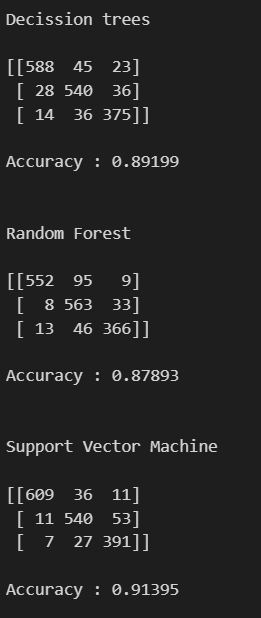 Decission trees
[[588  45  23]
 [ 28 540  36]
 [ 14  36 375]]
Accuracy : 0.89199
Random Forest
[[552  95   9]
 [  8 563  33]
 [ 13  46 366]]
Accuracy : 0.87893
Support Vector Machine
[[609  36  11]
 [ 11 540  53]
 [  7  27 391]]
Accuracy : 0.91395